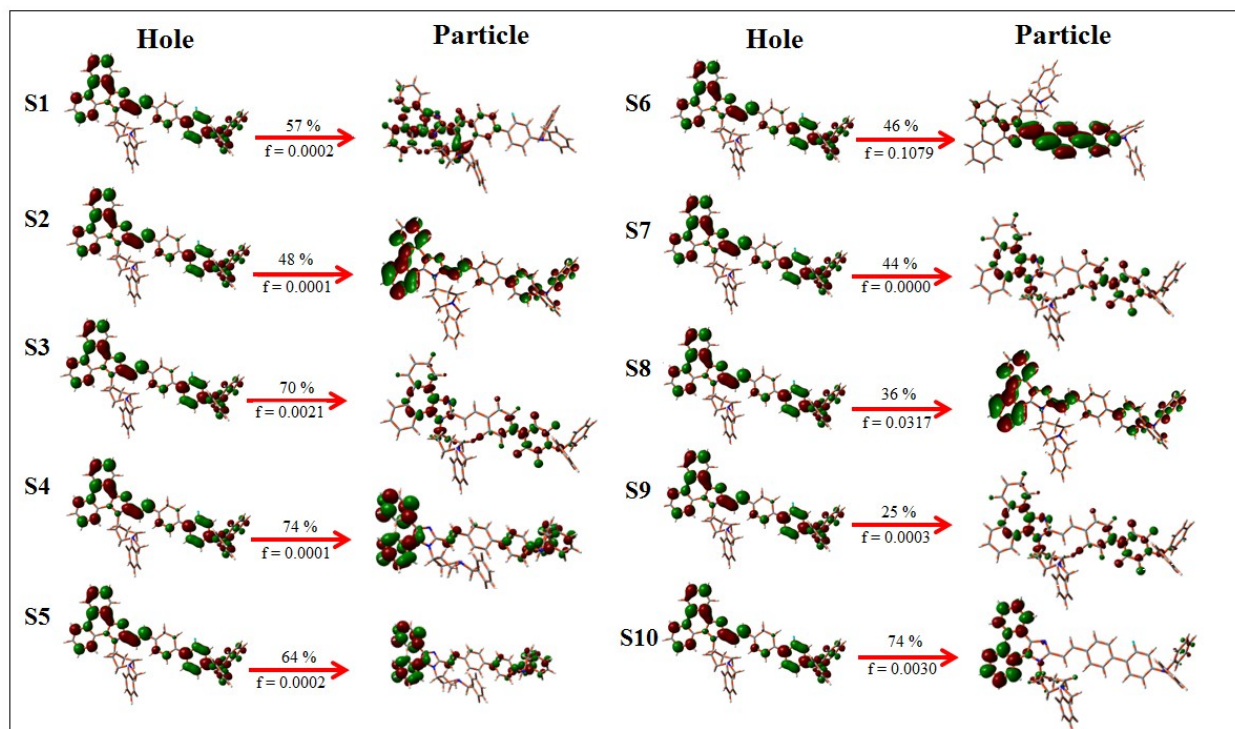 Hole Particle Hole Particle
S1
57 %
f = 0.0002
S2
48 %
f = 0.0001
S3
70 %
f = 0.0021
S4
74 %
f = 0.0001
S5
64 %
f = 0.0002
S6
46 %
f = 0.1079
S7
44 %
f = 0.0000
S8
36 %
f = 0.0317
S9
25 %
f = 0.0003
S10
74 %
f = 0.0030